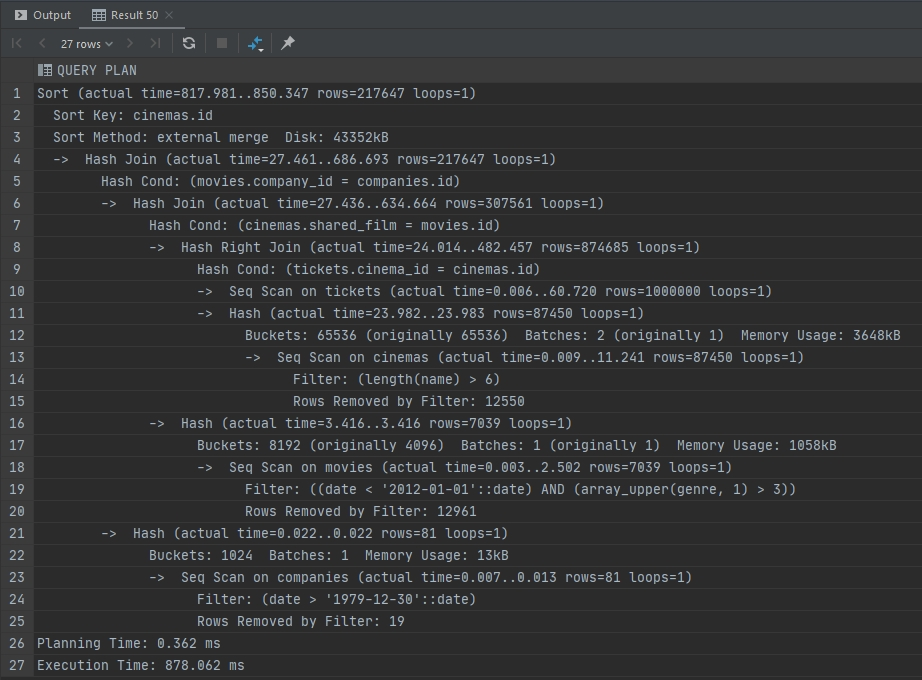 Output Result 50
27 rows
QUERY PLAN
1 Sort (actual time=817.981..850.347 rows=217647 loops=1)
2 Sort Key: cinemas.id
3 Sort Method: external merge  Disk: 43352kB
4 ->  Hash Join (actual time=27.461..686.693 rows=217647 loops=1)
5 Hash Cond: (movies.company_id = companies.id)
6 ->  Hash Join (actual time=27.436..634.664 rows=307561 loops=1)
7 Hash Cond: (cinemas.shared_film = movies.id)
8 ->  Hash Right Join (actual time=24.014..482.457 rows=874685 loops=1)
9 Hash Cond: (tickets.cinema_id = cinemas.id)
10 ->  Seq Scan on tickets (actual time=0.006..60.720 rows=1000000 loops=1)
11 ->  Hash (actual time=23.982..23.983 rows=87450 loops=1)
12 Buckets: 65536 (originally 65536)  Batches: 2 (originally 1)  Memory Usage: 3648kB
13 ->  Seq Scan on cinemas (actual time=0.009..11.241 rows=87450 loops=1)
14 Filter: (length(name) > 6)
15 Rows Removed by Filter: 12550
16 ->  Hash (actual time=3.416..3.416 rows=7039 loops=1)
17 Buckets: 8192 (originally 4096)  Batches: 1 (originally 1)  Memory Usage: 1058kB
18 ->  Seq Scan on movies (actual time=0.003..2.502 rows=7039 loops=1)
19 Filter: ((date < '2012-01-01'::date) AND (array_upper(genre, 1) > 3))
20 Rows Removed by Filter: 12961
21 ->  Hash (actual time=0.022..0.022 rows=81 loops=1)
22 Buckets: 1024  Batches: 1  Memory Usage: 13kB
23 ->  Seq Scan on companies (actual time=0.007..0.013 rows=81 loops=1)
24 Filter: (date > '1979-12-30'::date)
25 Rows Removed by Filter: 19
26 Planning Time: 0.362 ms
27 Execution Time: 878.062 ms